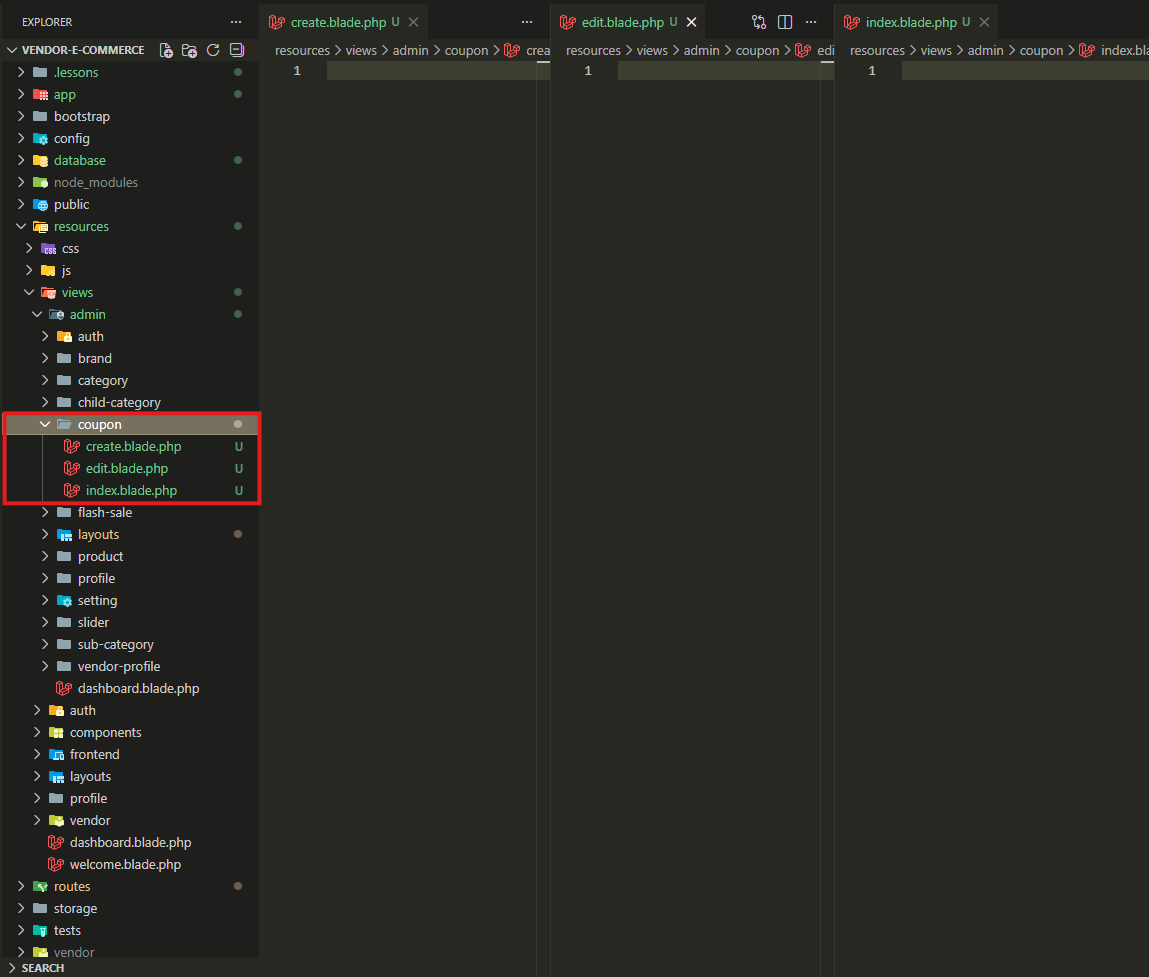 EXPLORER ...
VENDOR-E-COMMERCE
.lessons
app
bootstrap
config
database
node_modules
public
resources
css
js
views
admin
auth
brand
category
child-category
coupon
create.blade.php U
edit.blade.php U
index.blade.php U
flash-sale
layouts
product
profile
setting
slider
sub-category
vendor-profile
dashboard.blade.php
auth
components
frontend
layouts
profile
vendor
dashboard.blade.php
welcome.blade.php
routes
storage
tests
vendor
SEARCH
create.blade.php U ...
resources > views > admin > coupon > crea
1
edit.blade.php U ...
resources > views > admin > coupon > edi
1
index.blade.php U
resources > views > admin > coupon > index.bla
1